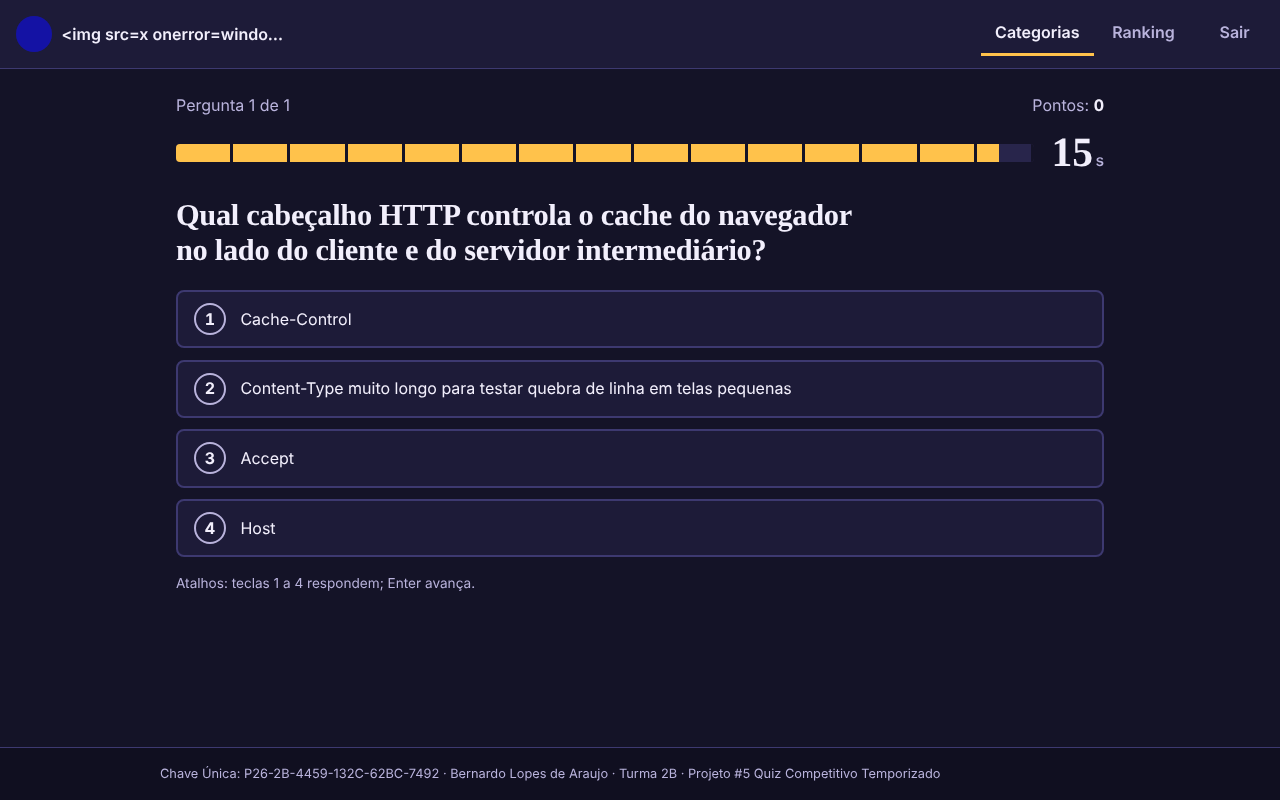 <img src=x onerror=windo...
Categorias
Ranking
Sair
Pergunta 1 de 1
Pontos: 0
15 s
Qual cabeçalho HTTP controla o cache do navegador
no lado do cliente e do servidor intermediário?
1 Cache-Control
2 Content-Type muito longo para testar quebra de linha em telas pequenas
3 Accept
4 Host
Atalhos: teclas 1 a 4 respondem; Enter avança.
Chave Única: P26-2B-4459-132C-62BC-7492 · Bernardo Lopes de Araujo · Turma 2B · Projeto #5 Quiz Competitivo Temporizado